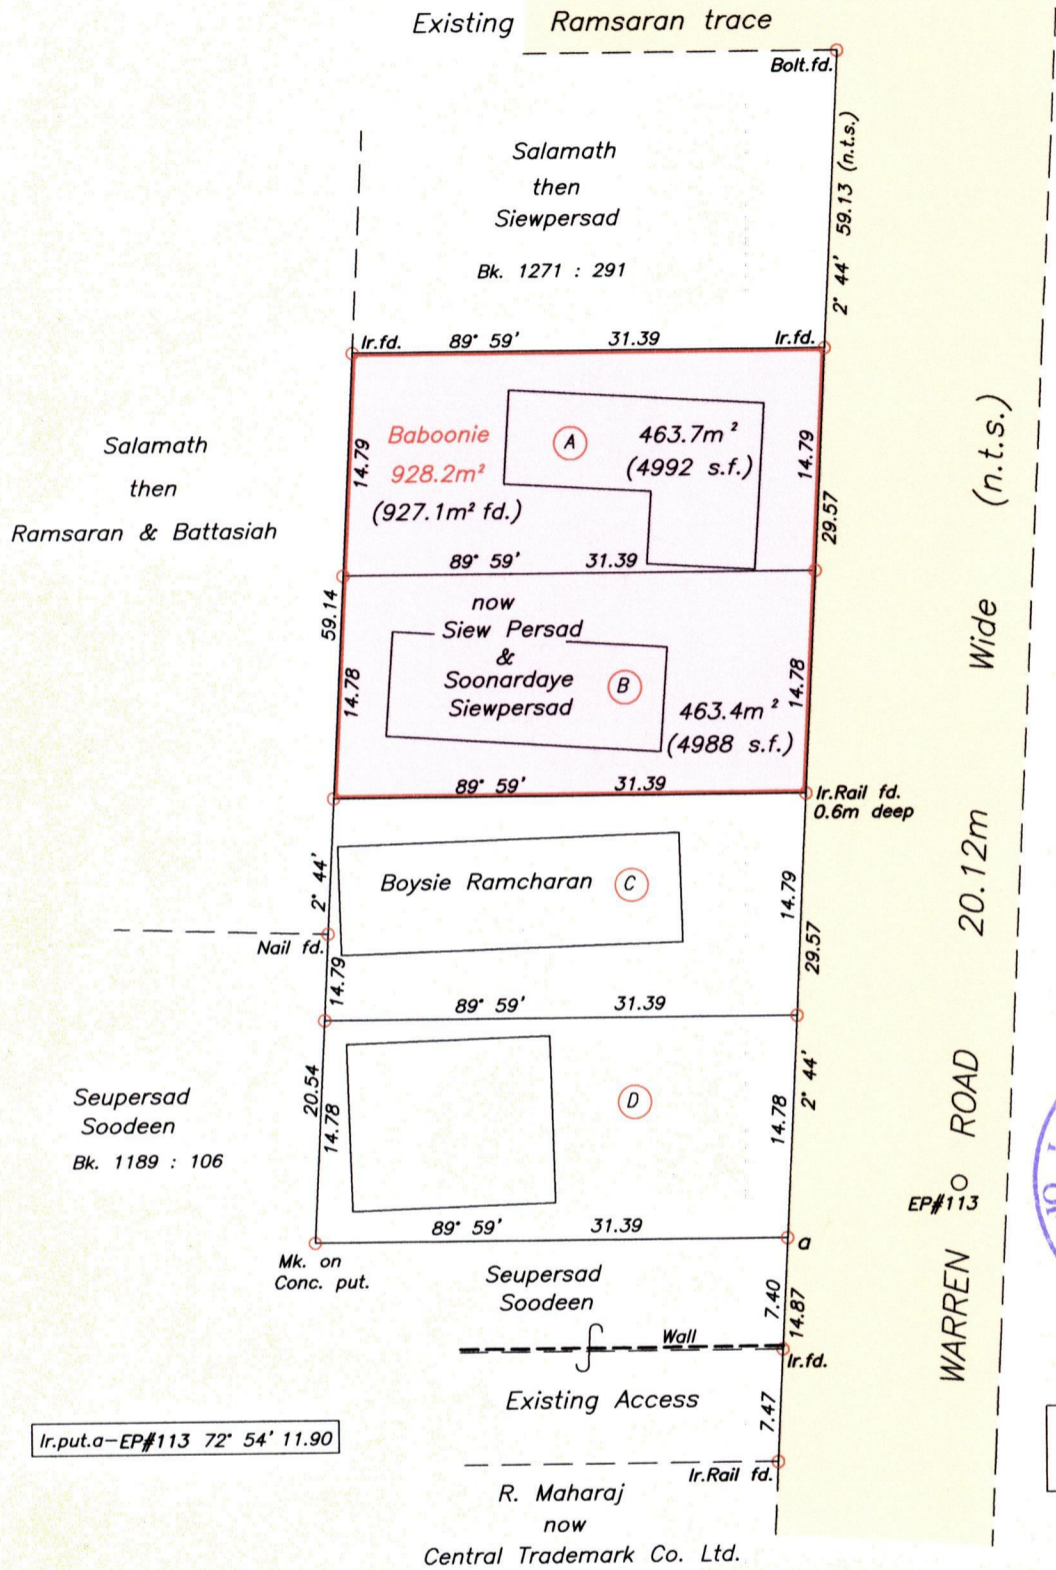 Existing Ramsaran trace
Bolt.fd.
Salamath
then
Siewpersad
Bk. 1271 : 291
2° 44' 59.13 (n.t.s.)
Ir.fd. 89° 59' 31.39 Ir.fd.
Salamath
then
Ramsaran & Battasiah
14.79
Baboonie
928.2m²
(927.1m² fd.)
A
463.7m²
(4992 s.f.)
14.79
29.57
89° 59' 31.39
59.14
14.78
now
Siew Persad
&
Soonardaye
Siewpersad
B
463.4m²
(4988 s.f.)
14.78
89° 59' 31.39
Ir.Rail fd.
0.6m deep
2° 44'
Boysie Ramcharan
C
14.79
29.57
Nail fd.
14.79
89° 59' 31.39
Seupersad
Soodeen
Bk. 1189 : 106
20.54
14.78
D
14.78
2° 44'
89° 59' 31.39
a
Mk. on
Conc. put.
Seupersad
Soodeen
7.40
14.87
Wall
Ir.fd.
Existing Access
7.47
Ir.put.a-EP#113 72° 54' 11.90
Ir.Rail fd.
R. Maharaj
now
Central Trademark Co. Ltd.
EP#113
WARREN ROAD 20.12m Wide (n.t.s.)